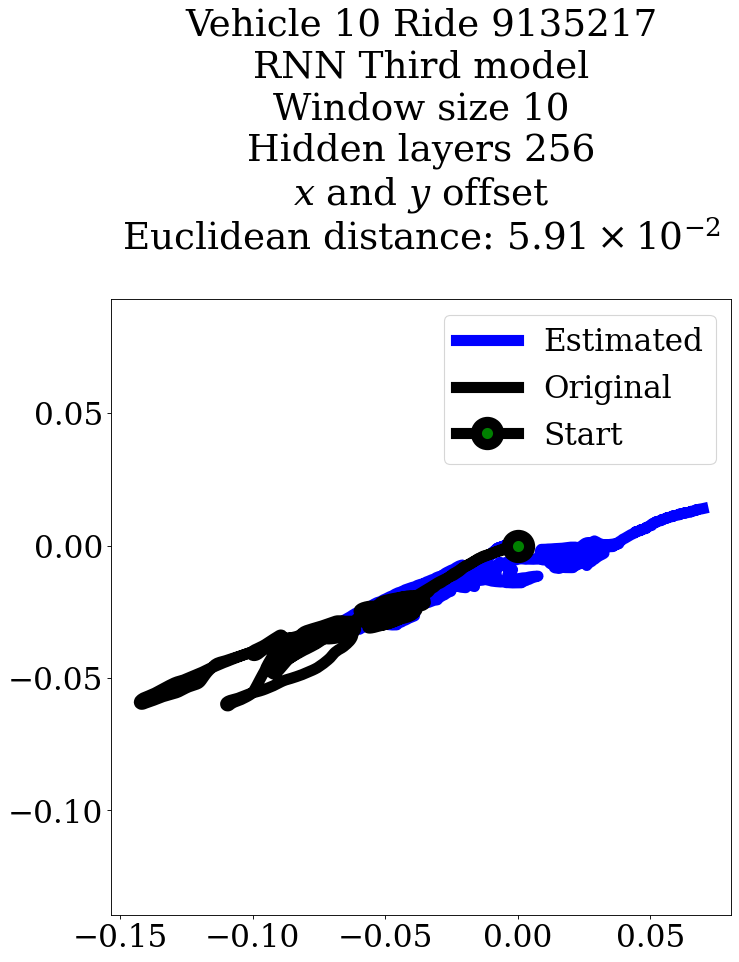 Vehicle 10 Ride 9135217
RNN Third model
Window size 10
Hidden layers 256
x and y offset
Euclidean distance: 5.91 × 10⁻²
Estimated
Original
Start
0.05
0.00
−0.05
−0.10
−0.15 −0.10 −0.05 0.00 0.05